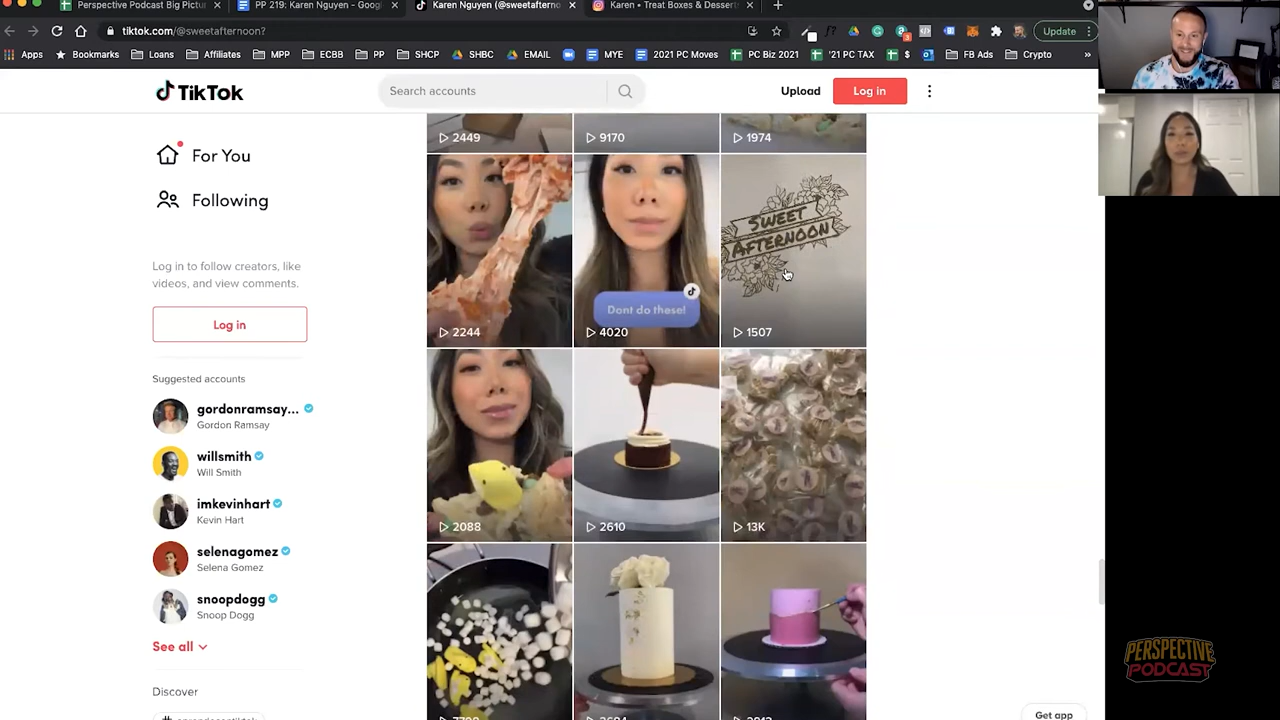 Perspective Podcast Big Pictur
PP 219: Karen Nguyen - Googl
Karen Nguyen (@sweetafterno
Karen • Treat Boxes & Dessert
tiktok.com/@sweetafternoon?
Update
Apps
Bookmarks
Loans
Affiliates
MPP
ECBB
PP
SHCP
SHBC
EMAIL
MYE
2021 PC Moves
PC Biz 2021
'21 PC TAX
$
FB Ads
Crypto
»
TikTok
Search accounts
Upload
Log in
For You
Following
Log in to follow creators, like
videos, and view comments.
Log in
Suggested accounts
gordonramsay...
Gordon Ramsay
willsmith
Will Smith
imkevinhart
Kevin Hart
selenagomez
Selena Gomez
snoopdogg
Snoop Dogg
See all
Discover
2449
9170
1974
SWEET
AFTERNOON
Dont do these!
2244
4020
1507
2088
2610
13K
PERSPECTIVE
PODCAST
Get app